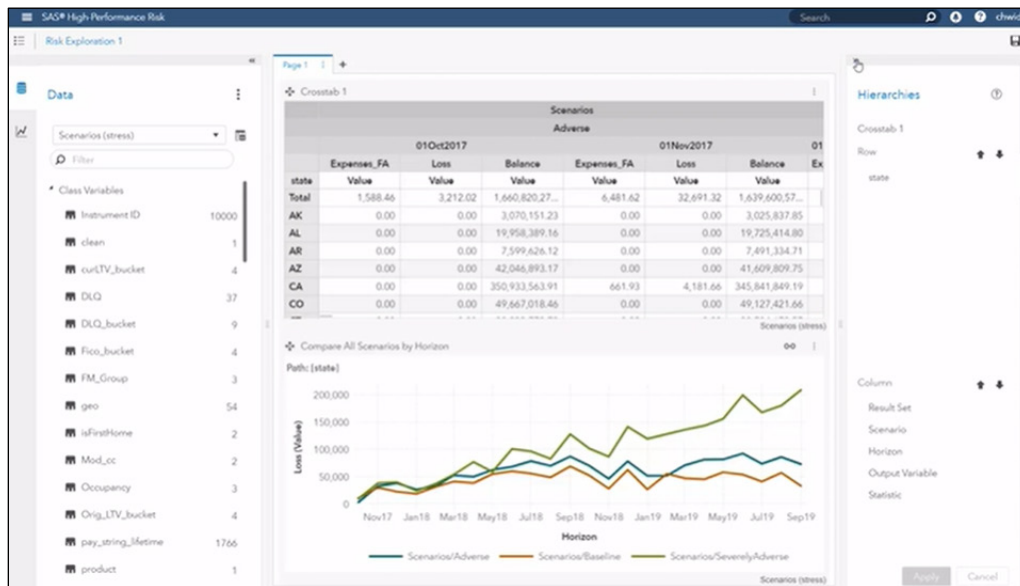 SAS® High-Performance Risk
Search
chwic
Risk Exploration 1
Data
Scenarios (stress)
Filter
Class Variables
Instrument ID 10000
clean 1
curLTV_bucket 4
DLQ 37
DLQ_bucket 9
Fico_bucket 4
FM_Group 3
geo 54
isFirstHome 2
Mod_cc 2
Occupancy 3
Orig_LTV_bucket 4
pay_string_lifetime 1766
product 1
Page 1
Crosstab 1
Scenarios
Adverse
01Oct2017 01Nov2017 01
Expenses_FA Loss Balance Expenses_FA Loss Balance Ex
state Value Value Value Value Value Value
Total 1,588.46 3,212.02 1,660,820,27... 6,481.62 32,691.32 1,639,600,57...
AK 0.00 0.00 3,070,151.23 0.00 0.00 3,025,837.85
AL 0.00 0.00 19,958,389.16 0.00 0.00 19,725,414.80
AR 0.00 0.00 7,599,626.12 0.00 0.00 7,491,334.71
AZ 0.00 0.00 42,046,893.17 0.00 0.00 41,609,809.75
CA 0.00 0.00 350,933,563.91 661.93 4,181.66 345,841,849.19
CO 0.00 0.00 49,667,018.46 0.00 0.00 49,127,421.66
Scenarios (stress)
Compare All Scenarios by Horizon
Path: [state]
Loss (Value)
200,000
150,000
100,000
50,000
0
Nov17 Jan18 Mar18 May18 Jul18 Sep18 Nov18 Jan19 Mar19 May19 Jul19 Sep19
Horizon
Scenarios/Adverse Scenarios/Baseline Scenarios/SeverelyAdverse
Scenarios (stress)
Hierarchies
Crosstab 1
Row
state
Column
Result Set
Scenario
Horizon
Output Variable
Statistic
Apply Cancel